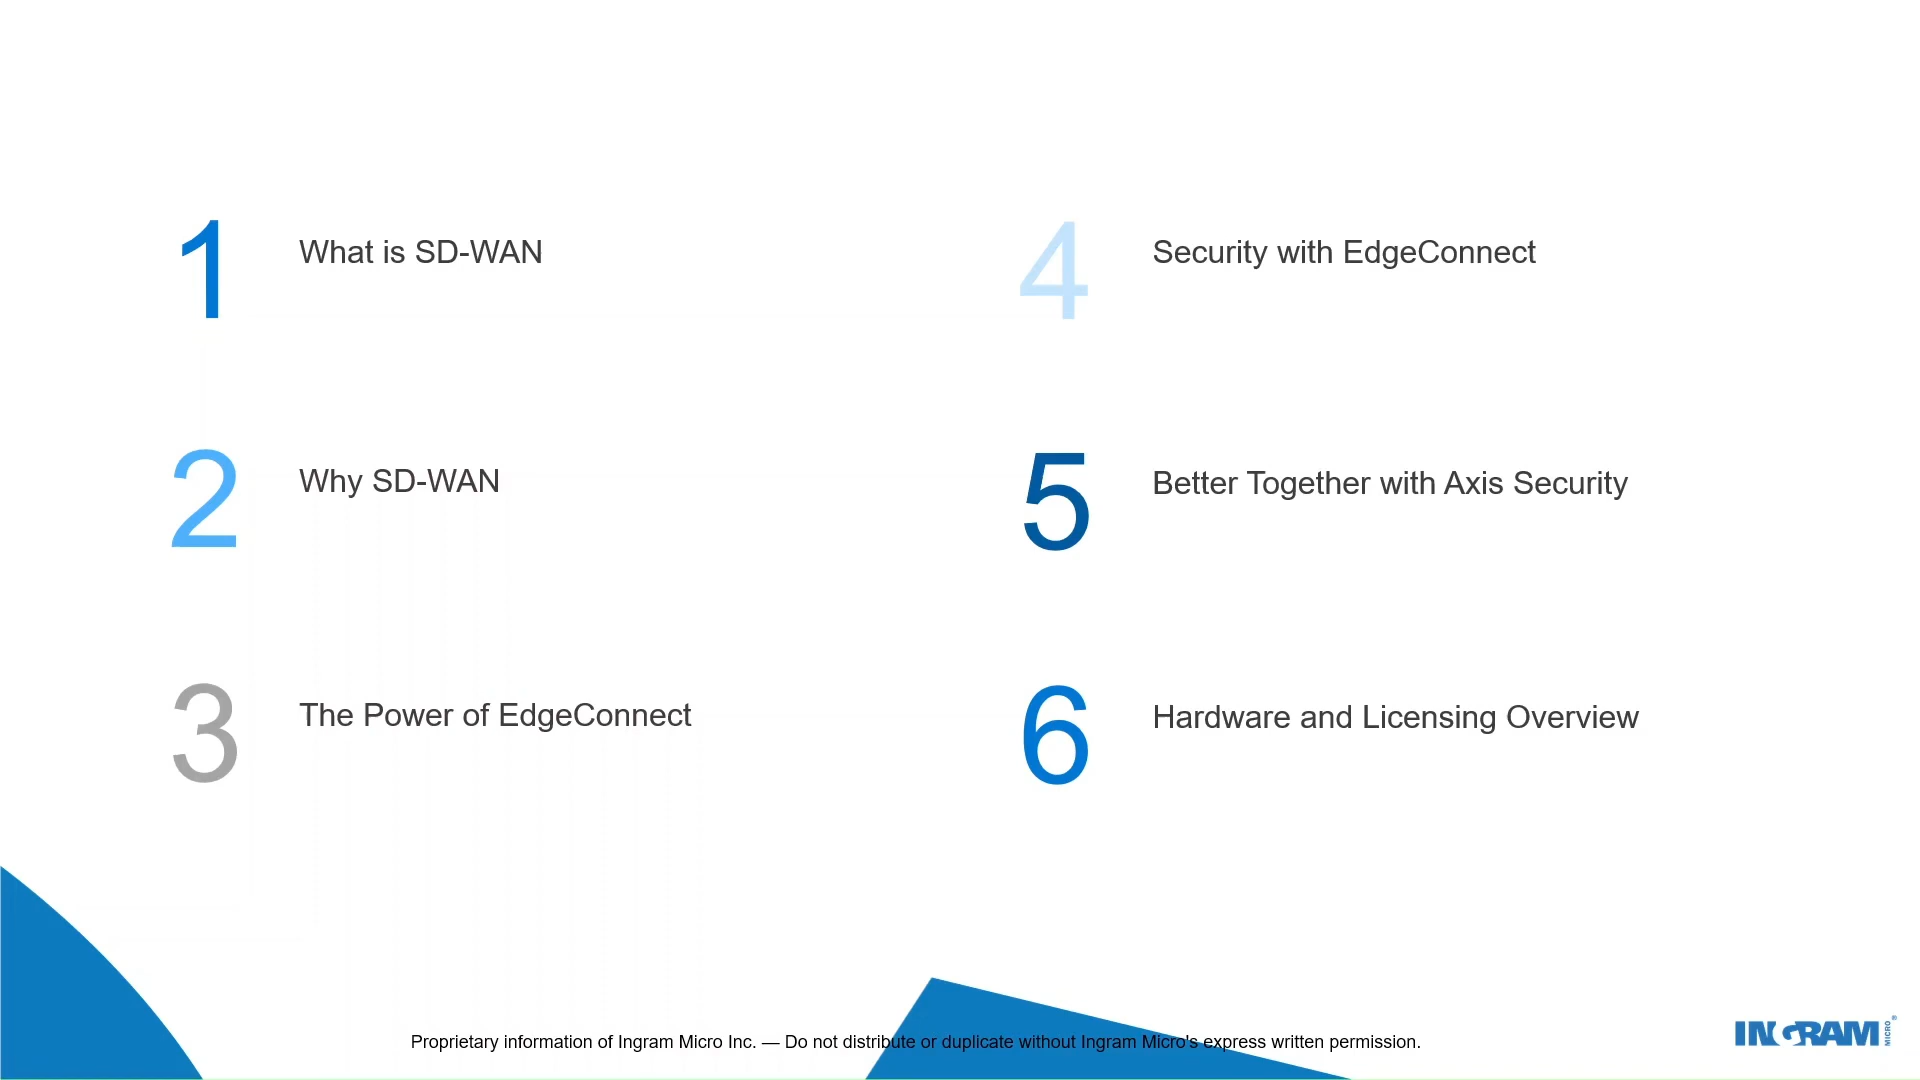 1 What is SD-WAN
2 Why SD-WAN
3 The Power of EdgeConnect
4 Security with EdgeConnect
5 Better Together with Axis Security
6 Hardware and Licensing Overview
Proprietary information of Ingram Micro Inc. — Do not distribute or duplicate without Ingram Micro's express written permission.
INGRAM MICRO®